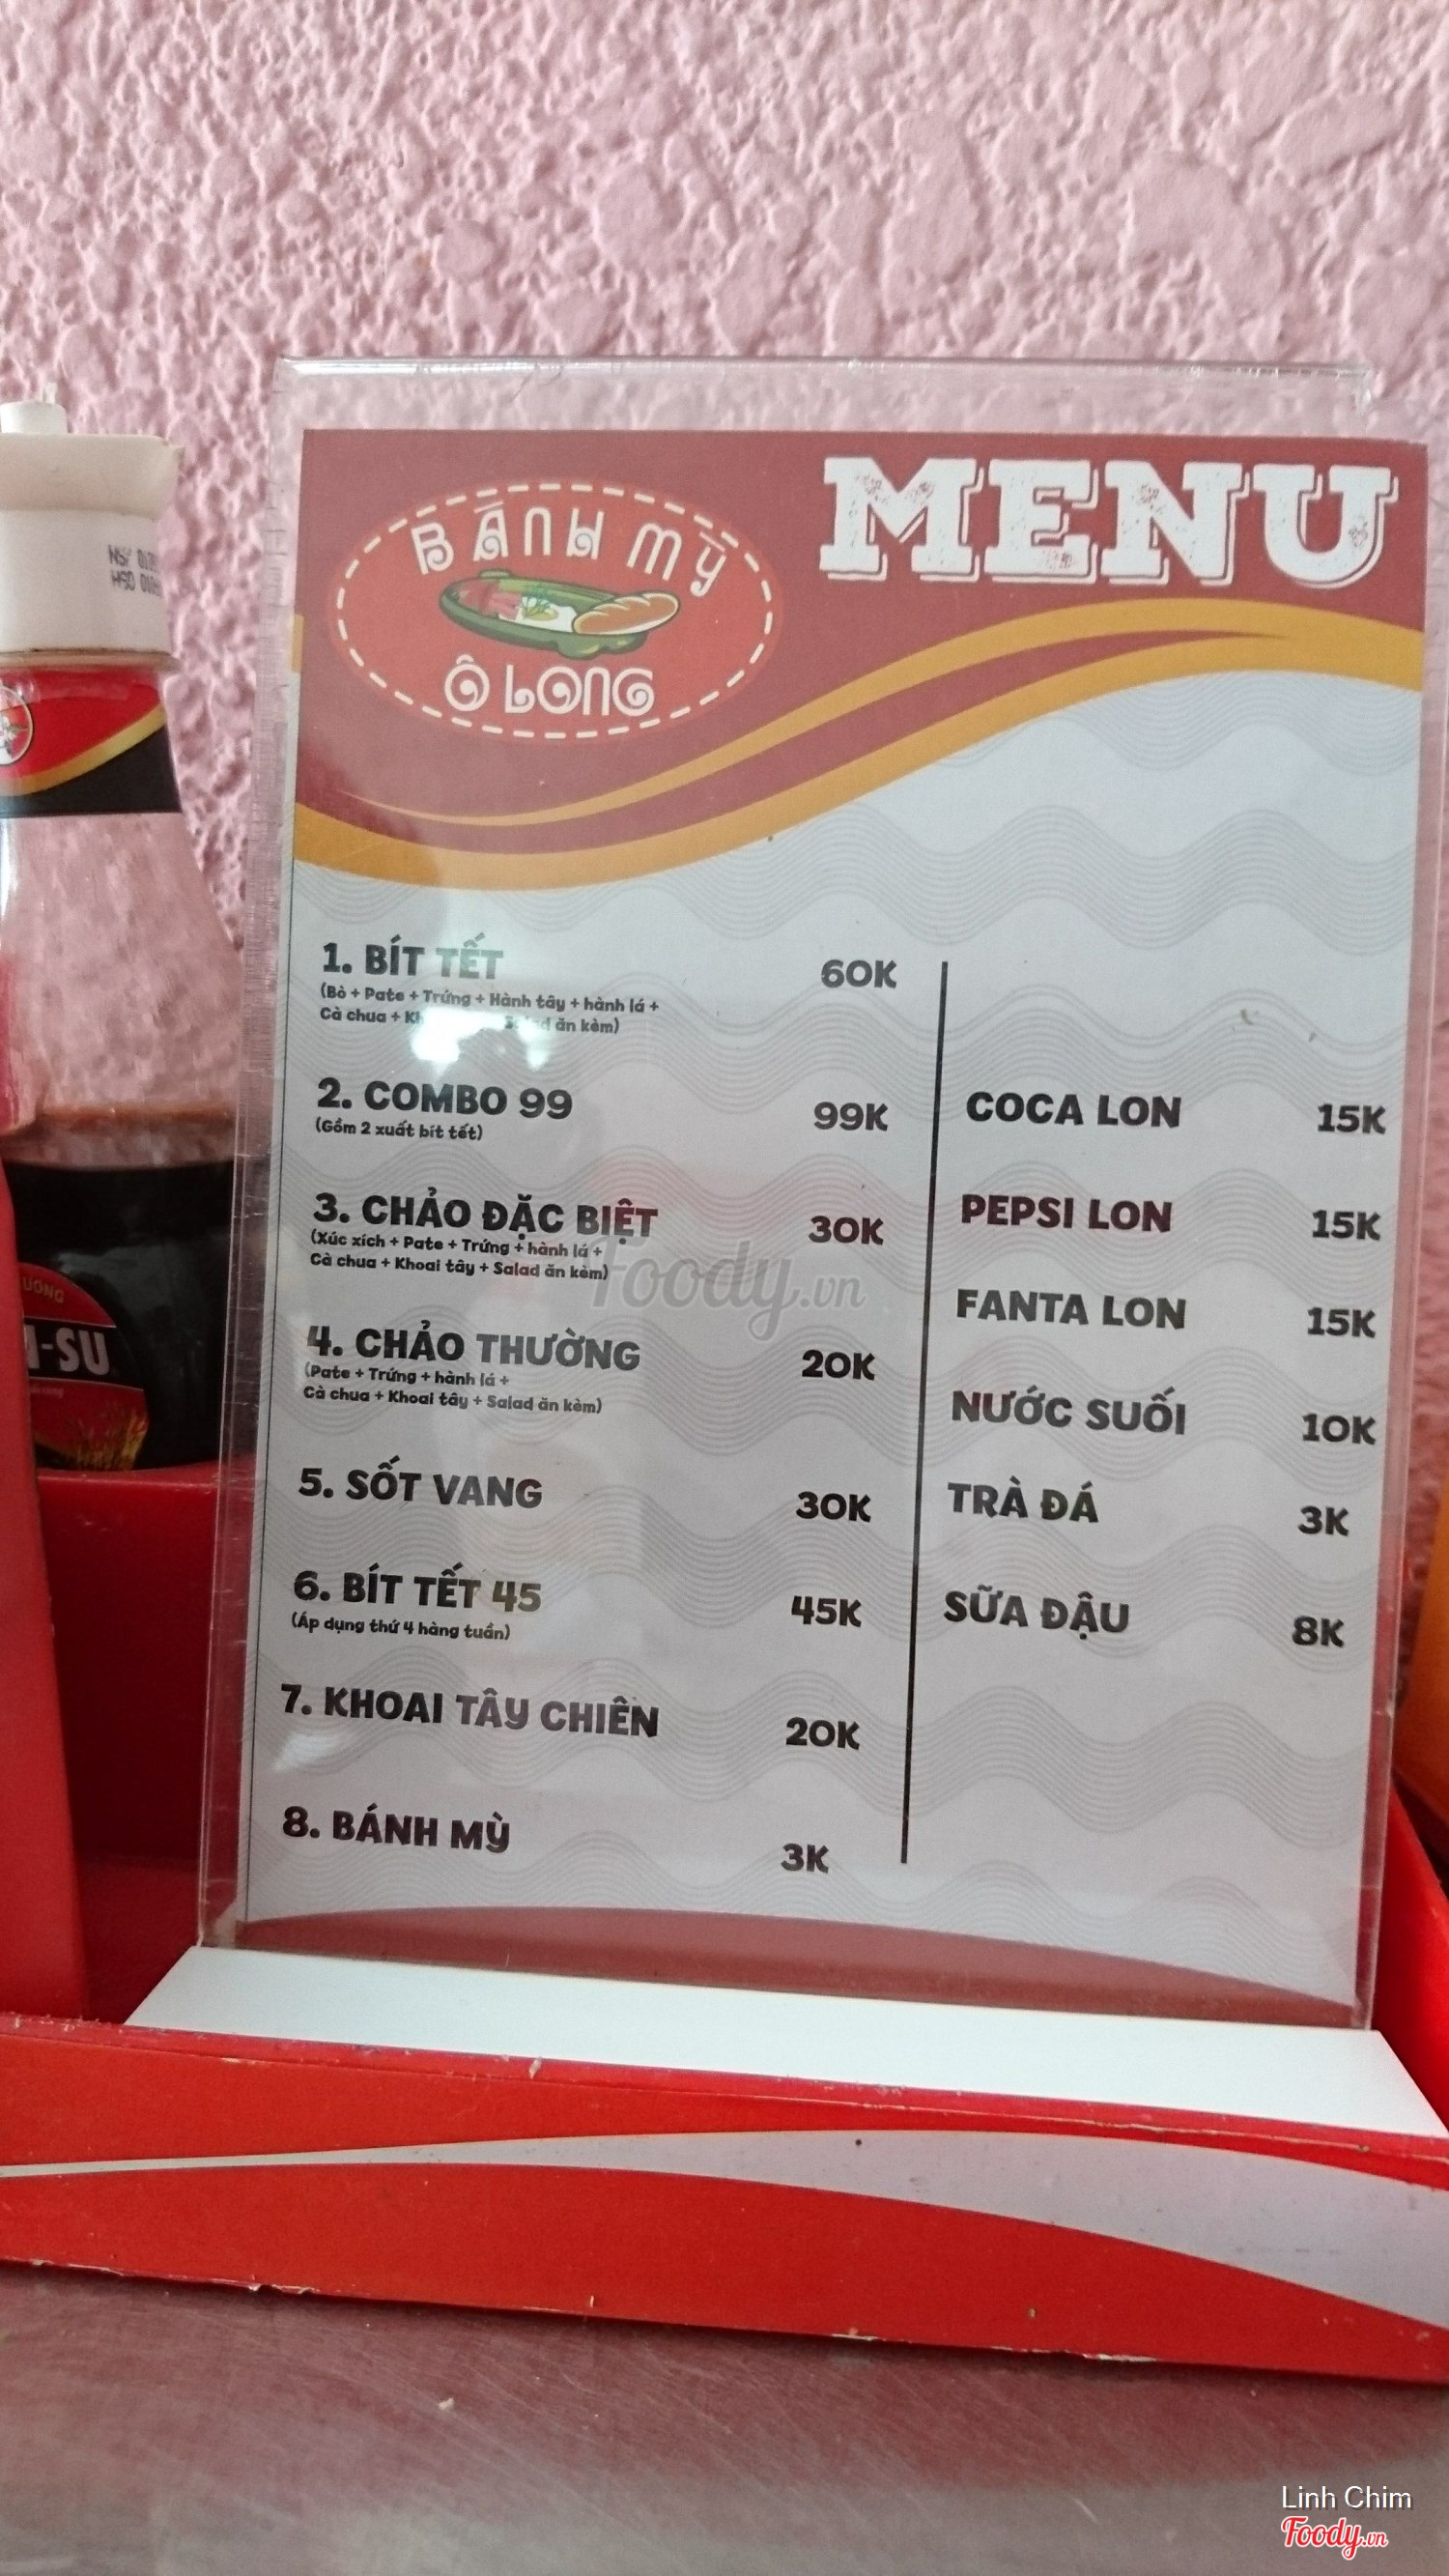 BÁNH MỲ
Ô LONG
MENU
1. BÍT TẾT 60K
(Bò + Pate + Trứng + Hành tây + hành lá +
Cà chua + Salad ăn kèm)
2. COMBO 99 99K
(Gồm 2 xuất bít tết)
3. CHẢO ĐẶC BIỆT 30K
(Xúc xích + Pate + Trứng + hành lá +
Cà chua + Khoai tây + Salad ăn kèm)
4. CHẢO THƯỜNG 20K
(Pate + Trứng + hành lá +
Cà chua + Khoai tây + Salad ăn kèm)
5. SỐT VANG 30K
6. BÍT TẾT 45 45K
(Áp dụng thứ 4 hàng tuần)
7. KHOAI TÂY CHIÊN 20K
8. BÁNH MỲ 3K
COCA LON 15K
PEPSI LON 15K
FANTA LON 15K
NƯỚC SUỐI 10K
TRÀ ĐÁ 3K
SỮA ĐẬU 8K
Foody.vn
NSX
HSD
-SU
Linh Chim
Foody.vn